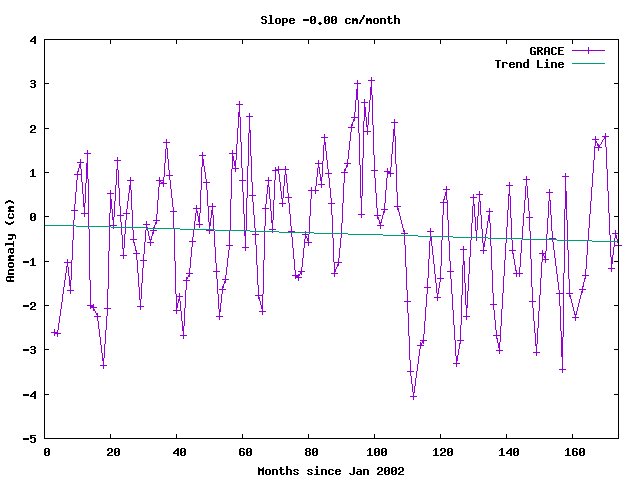 Slope -0.00 cm/month
GRACE
Trend Line
4
3
2
1
0
-1
-2
-3
-4
-5
Anomaly (cm)
0 20 40 60 80 100 120 140 160
Months since Jan 2002